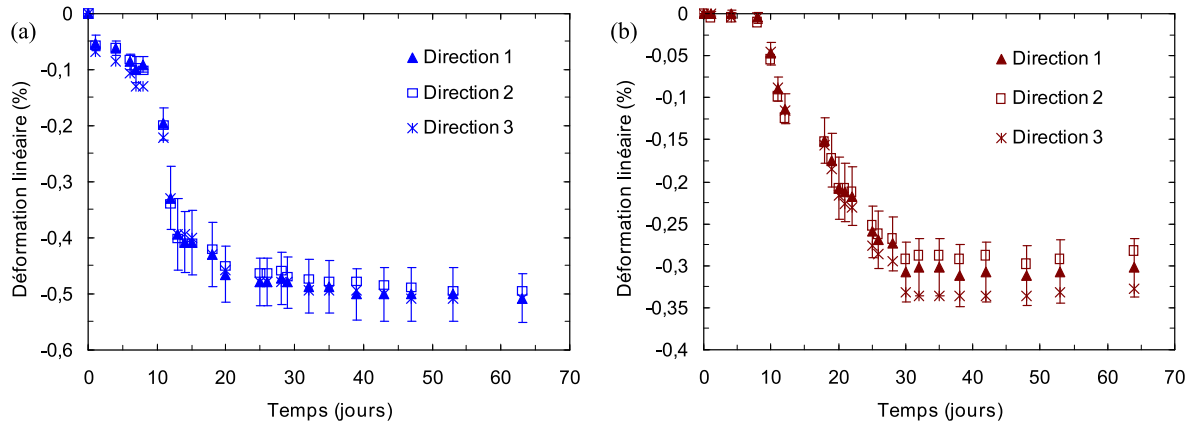 (a)
Déformation linéaire (%)
0
-0,1
-0,2
-0,3
-0,4
-0,5
-0,6
0 10 20 30 40 50 60 70
Temps (jours)
Direction 1
Direction 2
Direction 3
(b)
Déformation linéaire (%)
0
-0,05
-0,1
-0,15
-0,2
-0,25
-0,3
-0,35
-0,4
0 10 20 30 40 50 60 70
Temps (jours)
Direction 1
Direction 2
Direction 3